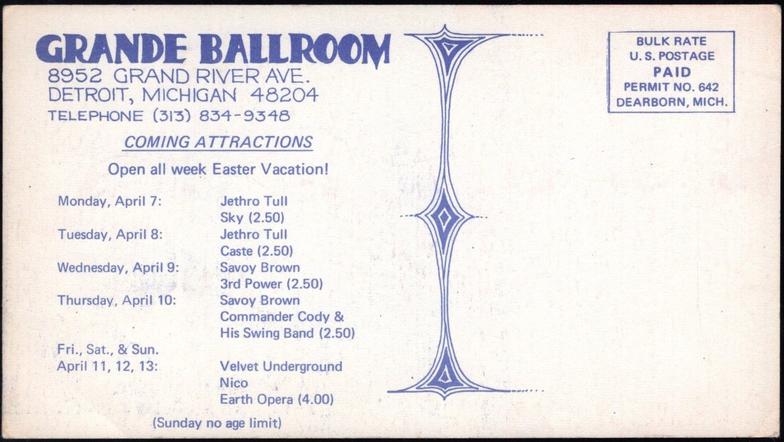 GRANDE BALLROOM
8952 GRAND RIVER AVE.
DETROIT, MICHIGAN 48204
TELEPHONE (313) 834-9348
COMING ATTRACTIONS
Open all week Easter Vacation!
Monday, April 7: Jethro Tull
Sky (2.50)
Tuesday, April 8: Jethro Tull
Caste (2.50)
Wednesday, April 9: Savoy Brown
3rd Power (2.50)
Thursday, April 10: Savoy Brown
Commander Cody &
His Swing Band (2.50)
Fri., Sat., & Sun.
April 11, 12, 13: Velvet Underground
Nico
Earth Opera (4.00)
(Sunday no age limit)
BULK RATE
U. S. POSTAGE
PAID
PERMIT NO. 642
DEARBORN, MICH.